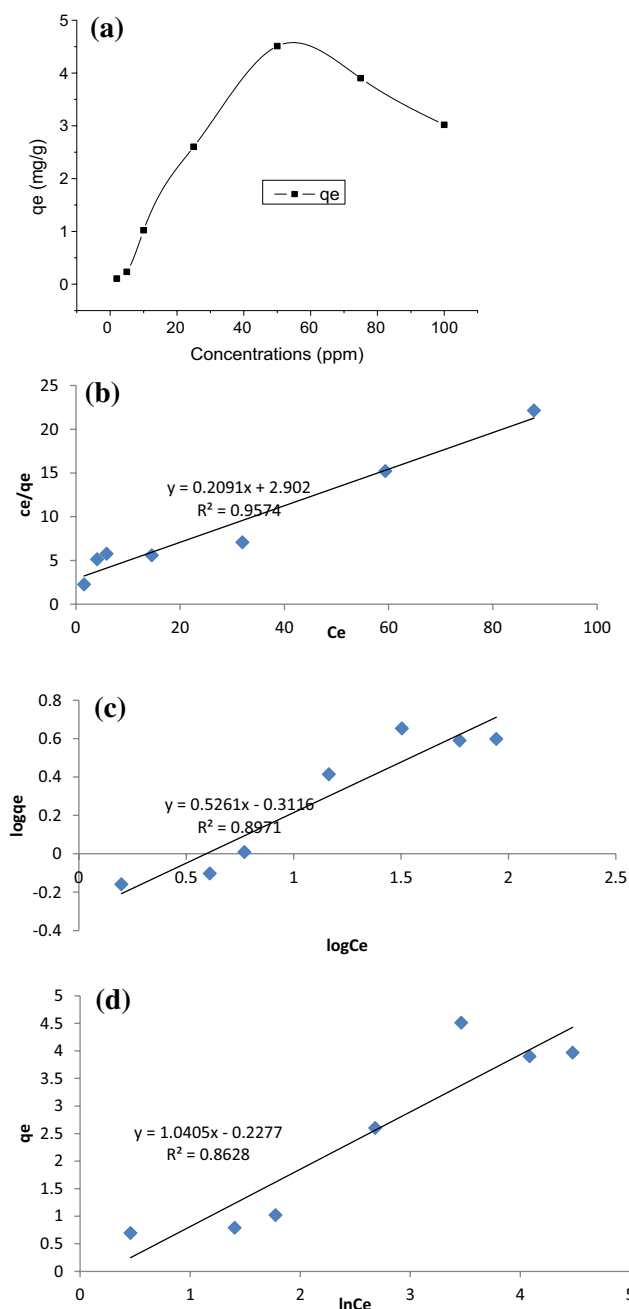 (a)
5
4
3
2
1
0
qe (mg/g)
qe
0 20 40 60 80 100
Concentrations (ppm)
(b)
25
20
15
10
5
0
ce/qe
y = 0.2091x + 2.902
R² = 0.9574
0 20 40 60 80 100
Ce
(c)
0.8
0.6
0.4
0.2
0
-0.2
-0.4
logqe
y = 0.5261x - 0.3116
R² = 0.8971
0 0.5 1 1.5 2 2.5
logCe
(d)
5
4.5
4
3.5
3
2.5
2
1.5
1
0.5
0
qe
y = 1.0405x - 0.2277
R² = 0.8628
0 1 2 3 4 5
lnCe